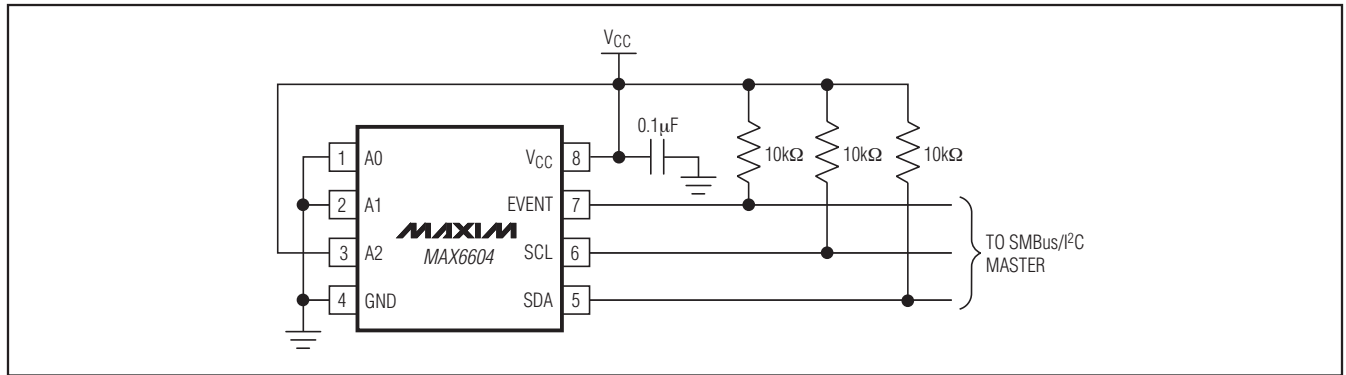 VCC
0.1μF
10kΩ 10kΩ 10kΩ
1 A0 VCC 8
2 A1 EVENT 7
MAXIM
MAX6604
3 A2 SCL 6
4 GND SDA 5
TO SMBus/I²C
MASTER